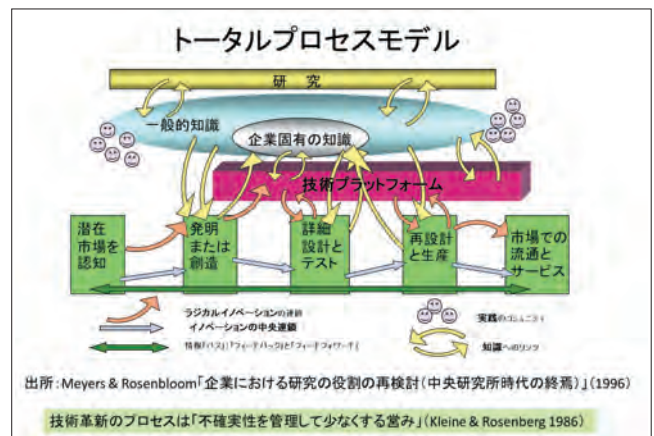 トータルプロセスモデル
研 究
一般的知識
企業固有の知識
技術プラットフォーム
潜在
市場を
認知
発明
または
創造
詳細
設計と
テスト
再設計
と生産
市場での
流通と
サービス
ラジカルイノベーションの連鎖
イノベーションの中央連鎖
実践のコミュニティ
知識へのリンク
出所:Meyers & Rosenbloom「企業における研究の役割の再検討(中央研究所時代の終焉)」(1996)
技術革新のプロセスは「不確実性を管理して少なくする営み」(Kleine & Rosenberg 1986)